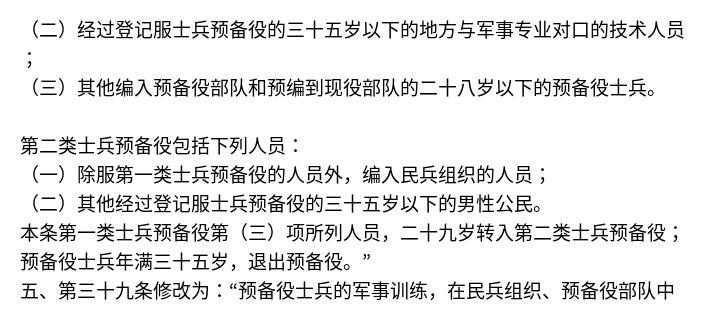 （二）经过登记服士兵预备役的三十五岁以下的地方与军事专业对口的技术人员
；
（三）其他编入预备役部队和预编到现役部队的二十八岁以下的预备役士兵。
第二类士兵预备役包括下列人员：
（一）除服第一类士兵预备役的人员外，编入民兵组织的人员；
（二）其他经过登记服士兵预备役的三十五岁以下的男性公民。
本条第一类士兵预备役第（三）项所列人员，二十九岁转入第二类士兵预备役；
预备役士兵年满三十五岁，退出预备役。”
五、第三十九条修改为：“预备役士兵的军事训练，在民兵组织、预备役部队中